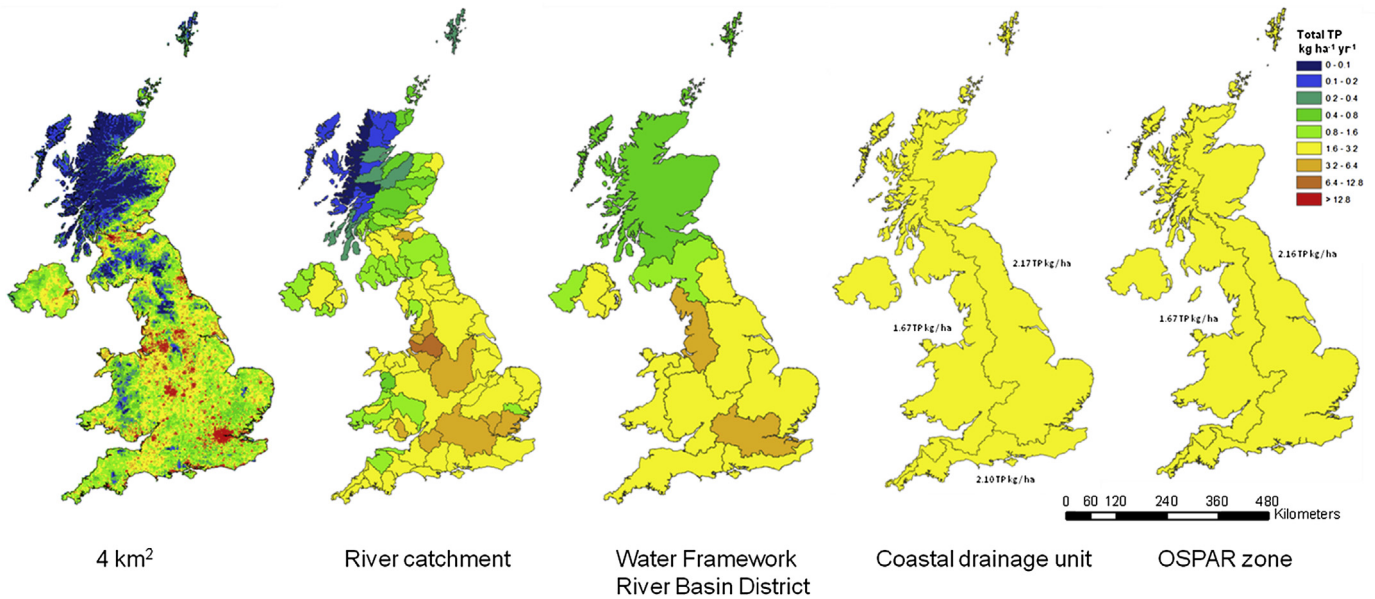 Total TP
kg ha⁻¹ yr⁻¹
0 - 0.1
0.1 - 0.2
0.2 - 0.4
0.4 - 0.8
0.8 - 1.6
1.6 - 3.2
3.2 - 6.4
6.4 - 12.8
> 12.8
2.17 TP kg / ha
2.16 TP kg / ha
1.67 TP kg / ha
1.67 TP kg / ha
2.10 TP kg / ha
0 60 120 240 360 480
Kilometers
4 km²
River catchment
Water Framework
River Basin District
Coastal drainage unit
OSPAR zone